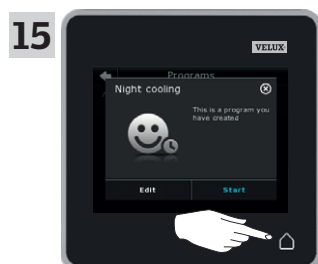 15
VELUX
Programs
Night cooling
This is a program you
have created
Edit Start